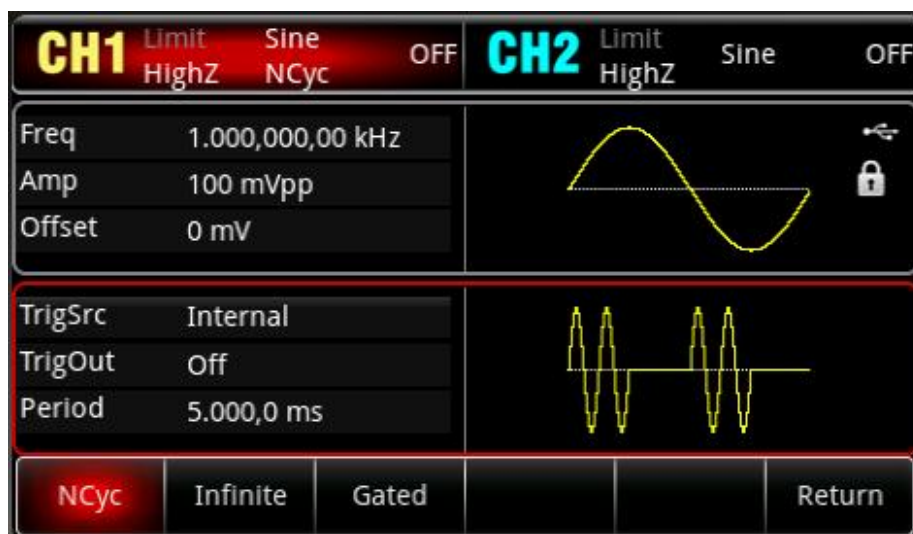 CH1 Limit Sine OFF CH2 Limit Sine OFF
HighZ NCyc HighZ
Freq 1.000,000,00 kHz
Amp 100 mVpp
Offset 0 mV
TrigSrc Internal
TrigOut Off
Period 5.000,0 ms
NCyc Infinite Gated Return